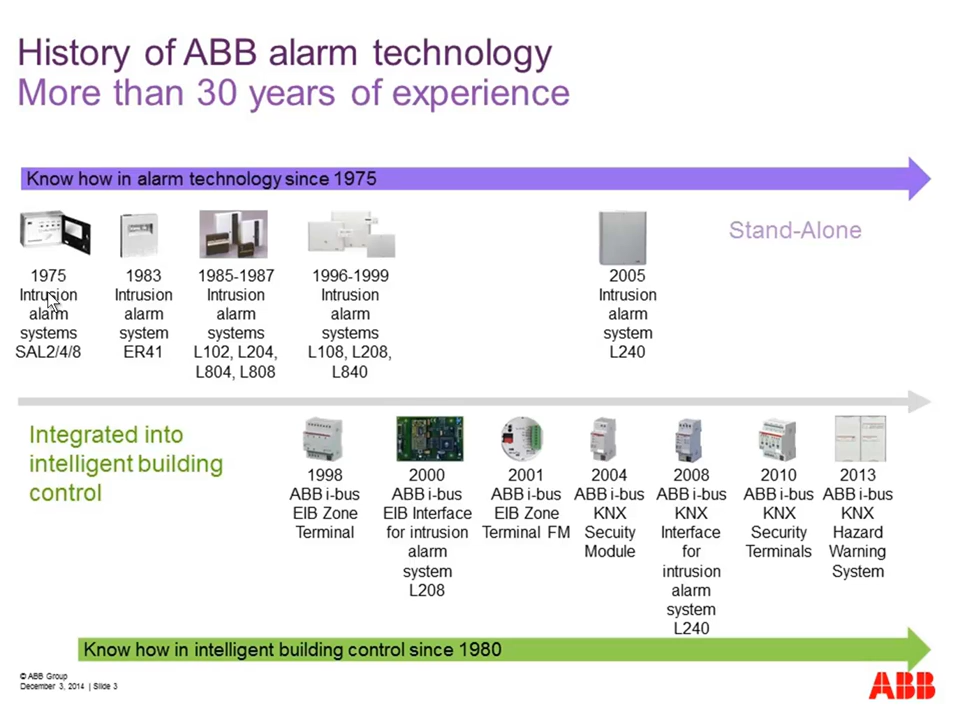 History of ABB alarm technology
More than 30 years of experience
Know how in alarm technology since 1975
Stand-Alone
1975
Intrusion
alarm
systems
SAL2/4/8
1983
Intrusion
alarm
system
ER41
1985-1987
Intrusion
alarm
systems
L102, L204,
L804, L808
1996-1999
Intrusion
alarm
systems
L108, L208,
L840
2005
Intrusion
alarm
system
L240
Integrated into
intelligent building
control
1998
ABB i-bus
EIB Zone
Terminal
2000
ABB i-bus
EIB Interface
for intrusion
alarm
system
L208
2001
ABB i-bus
EIB Zone
Terminal FM
2004
ABB i-bus
KNX
Secuity
Module
2008
ABB i-bus
KNX
Interface
for
intrusion
alarm
system
L240
2010
ABB i-bus
KNX
Security
Terminals
2013
ABB i-bus
KNX
Hazard
Warning
System
Know how in intelligent building control since 1980
© ABB Group
December 3, 2014 | Slide 3
ABB